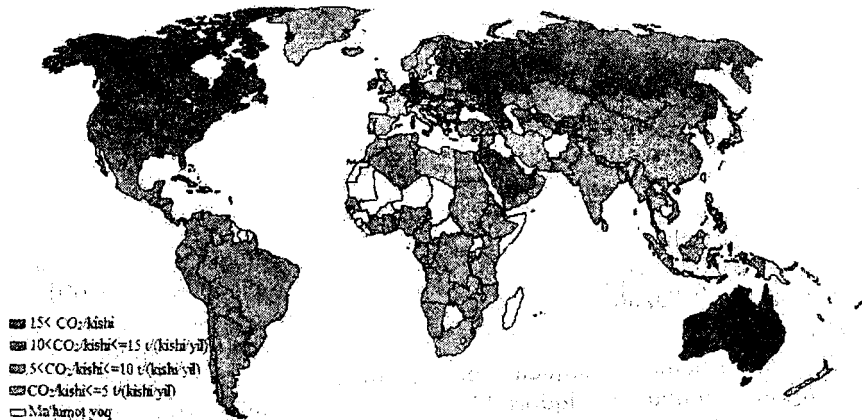 15< CO₂/kishi
10<CO₂/kishi<=15 t/(kishi/yil)
5<CO₂/kishi<=10 t/(kishi/yil)
CO₂/kishi<=5 t/(kishi/yil)
Ma'lumot yoq